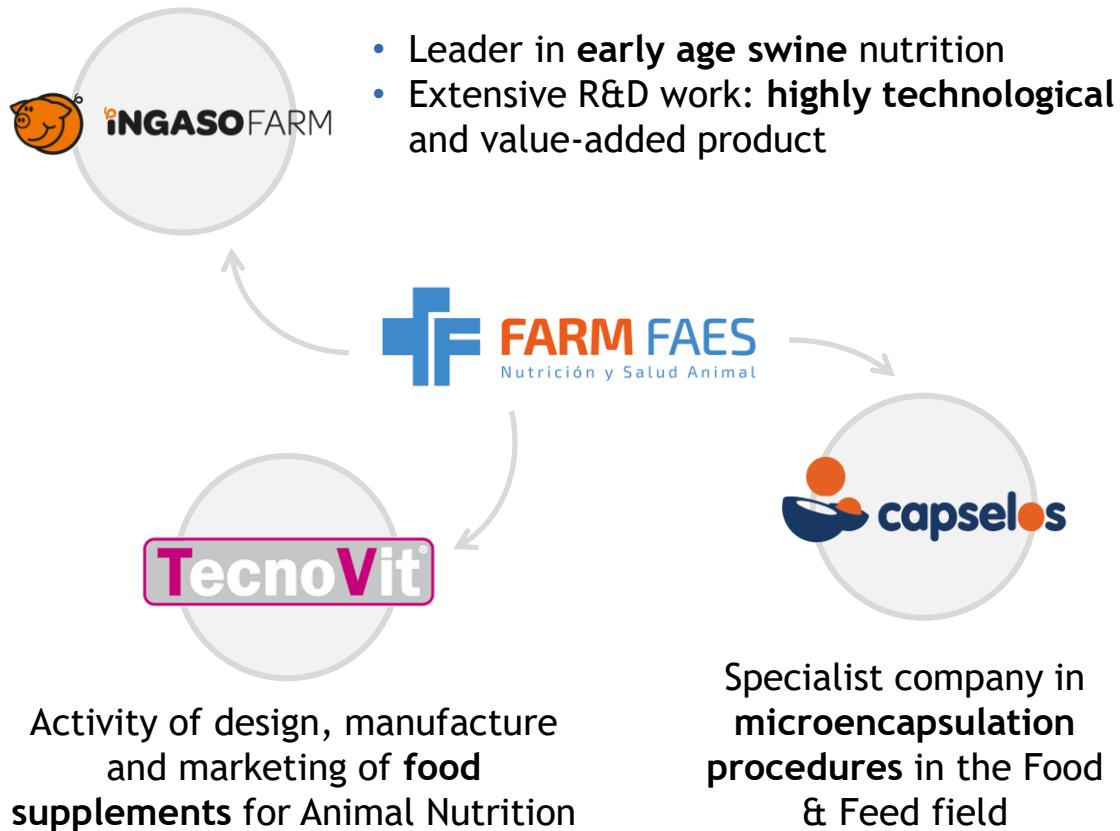 • Leader in early age swine nutrition
• Extensive R&D work: highly technological
and value-added product
iNGASOFARM
FARM FAES
Nutrición y Salud Animal
capselos
TecnoVit®
Activity of design, manufacture
and marketing of food
supplements for Animal Nutrition
Specialist company in
microencapsulation
procedures in the Food
& Feed field